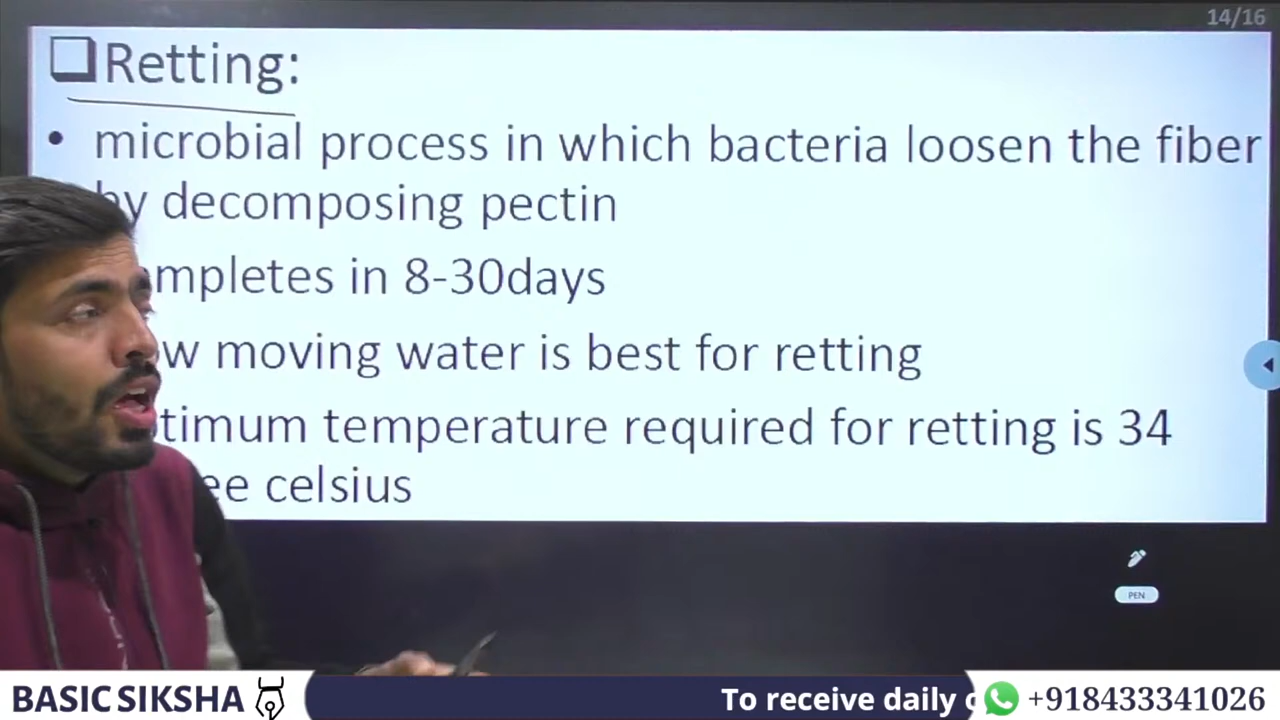 14/16
Retting:
• microbial process in which bacteria loosen the fiber
by decomposing pectin
mpletes in 8-30days
w moving water is best for retting
timum temperature required for retting is 34
ee celsius
PEN
BASIC SIKSHA
To receive daily
+918433341026